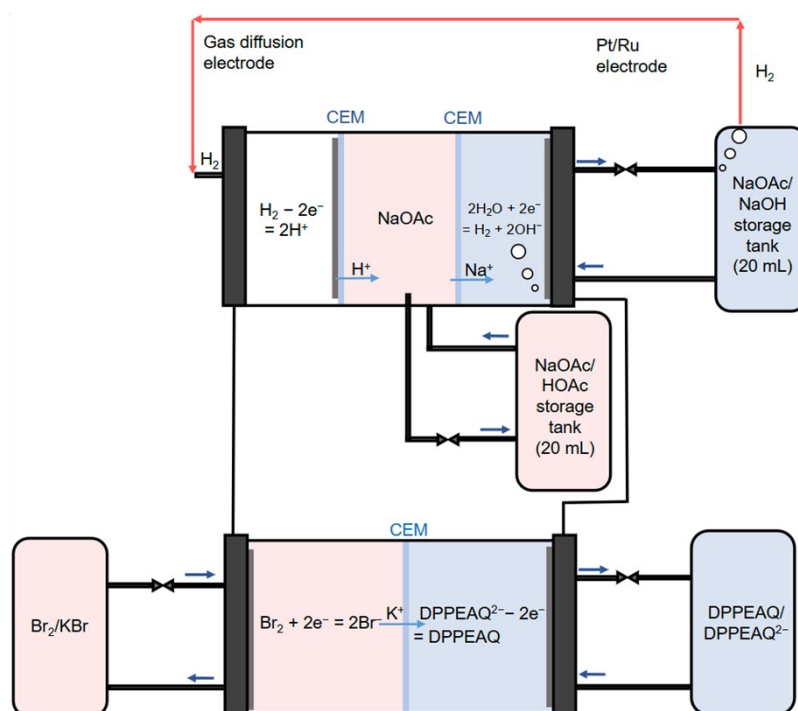 Gas diffusion
electrode
Pt/Ru
electrode
H₂
CEM
CEM
H₂
H₂ − 2e⁻
= 2H⁺
NaOAc
2H₂O + 2e⁻
= H₂ + 2OH⁻
H⁺
Na⁺
NaOAc/
NaOH
storage
tank
(20 mL)
NaOAc/
HOAc
storage
tank
(20 mL)
CEM
Br₂/KBr
Br₂ + 2e⁻ = 2Br⁻
K⁺
DPPEAQ²⁻ − 2e⁻
= DPPEAQ
DPPEAQ/
DPPEAQ²⁻